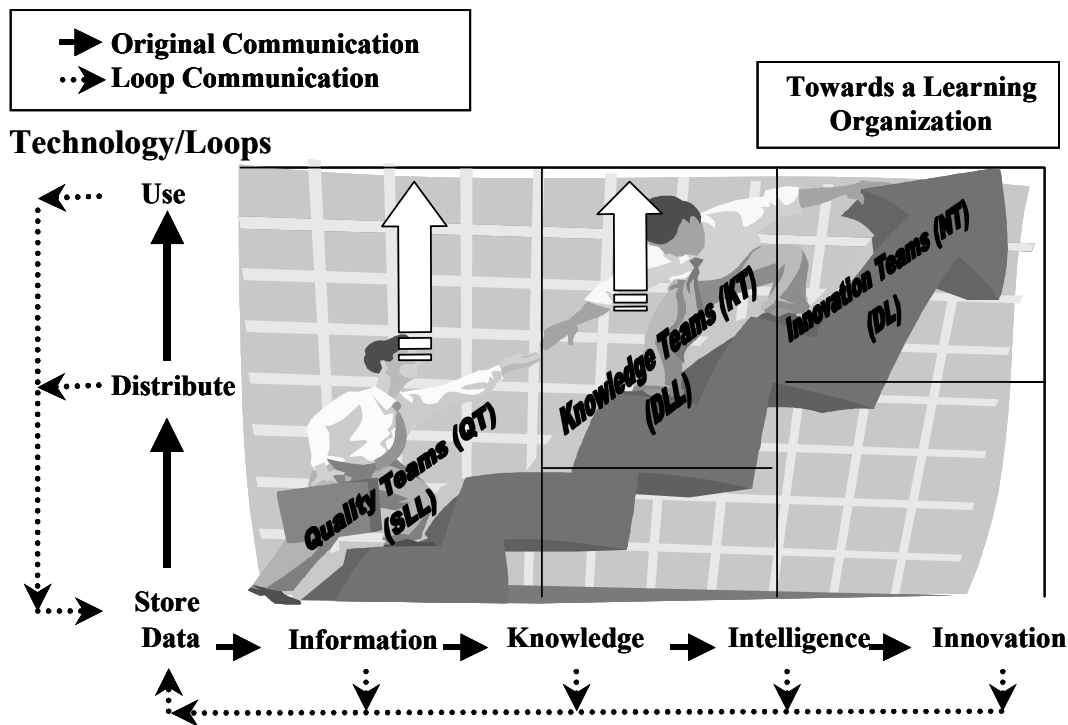 Original Communication
Loop Communication
Towards a Learning
Organization
Technology/Loops
Use
Distribute
Store
Quality Teams (QT)
(SLL)
Knowledge Teams (KT)
(DLL)
Innovation Teams (NT)
(DL)
Data
Information
Knowledge
Intelligence
Innovation